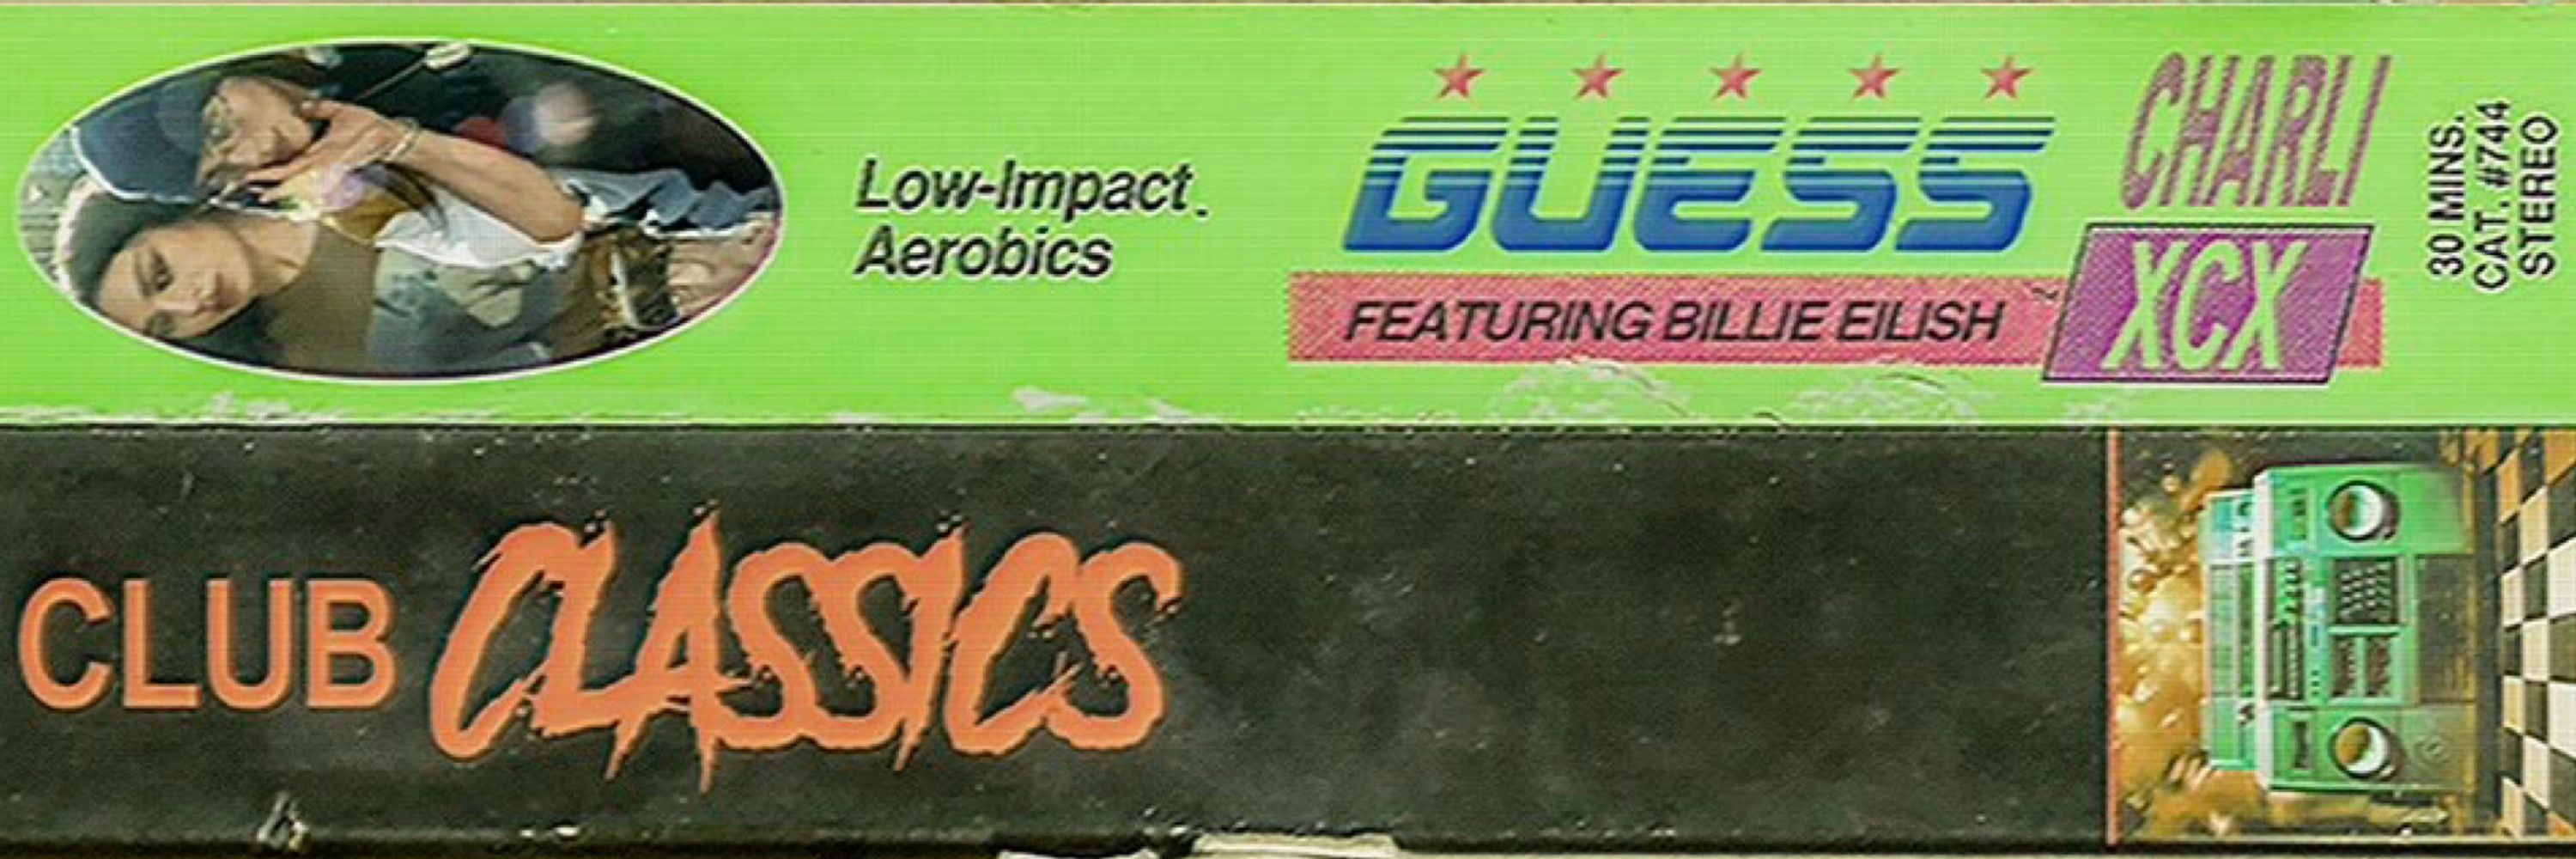 Low-Impact.
Aerobics
GUESS
FEATURING BILLIE EILISH
CHARLI
XCX
30 MINS.
CAT. #744
STEREO
CLUB CLASSICS